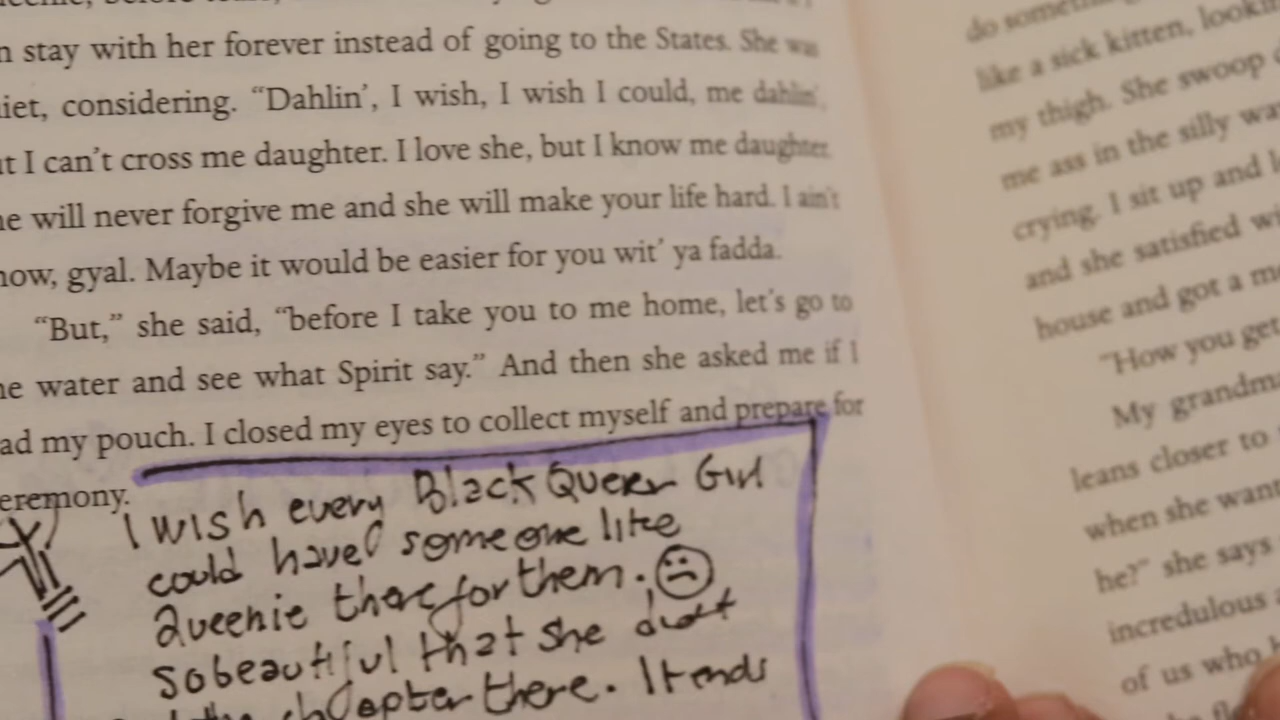 n stay with her forever instead of going to the States. She was
iet, considering. “Dahlin’, I wish, I wish I could, me dahlin’,
t I can’t cross me daughter. I love she, but I know me daughter.
e will never forgive me and she will make your life hard. I ain’t
now, gyal. Maybe it would be easier for you wit’ ya fadda.
“But,” she said, “before I take you to me home, let’s go to
e water and see what Spirit say.” And then she asked me if I
ad my pouch. I closed my eyes to collect myself and prepare for
eremony.
I wish every Black Queer Girl
could have someone like
Queenie there for them.
so beautiful that she
the chapter there. It ends
do something
like a sick kitten, lookin
my thigh. She swoop
me ass in the silly wa
crying. I sit up and l
and she satisfied wi
house and got a m
“How you get
My grandma
leans closer to
when she want
he?” she says
incredulous a
of us who h